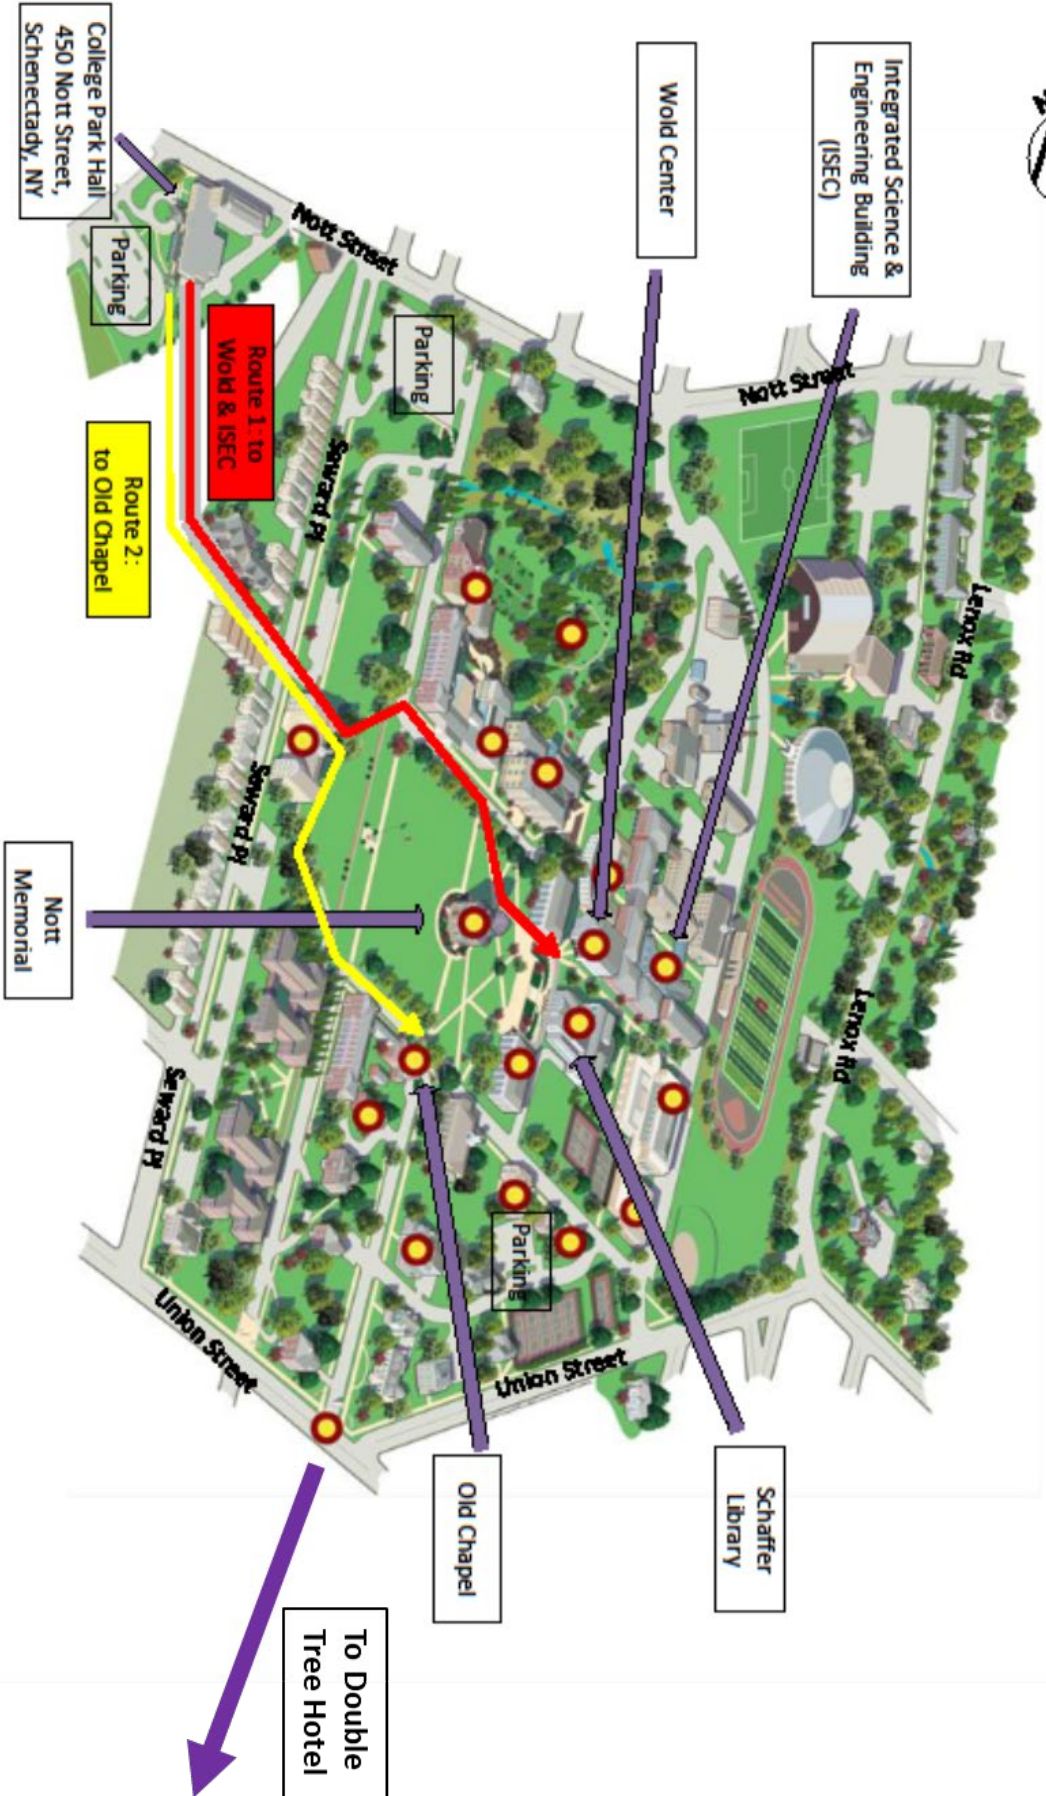 College Park Hall
450 Nott Street,
Schenectady, NY
Parking
Nott Street
Wold Center
Integrated Science &
Engineering Building
(ISEC)
Parking
Nott Street
Route 1: to
Wold & ISEC
Route 2:
to Old Chapel
Seward Pl
Lenox Rd
Seward Pl
Nott
Memorial
Lenox Rd
Seward Pl
Parking
Union Street
Union Street
Schaffer
Library
Old Chapel
To Double
Tree Hotel